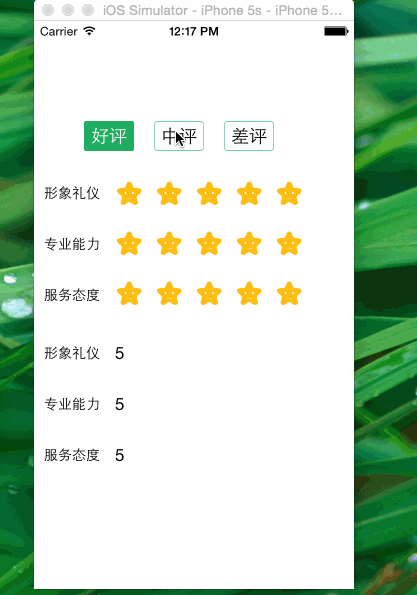 iOS Simulator - iPhone 5s - iPhone 5...
Carrier 12:17 PM
好评 中评 差评
形象礼仪
专业能力
服务态度
形象礼仪 5
专业能力 5
服务态度 5